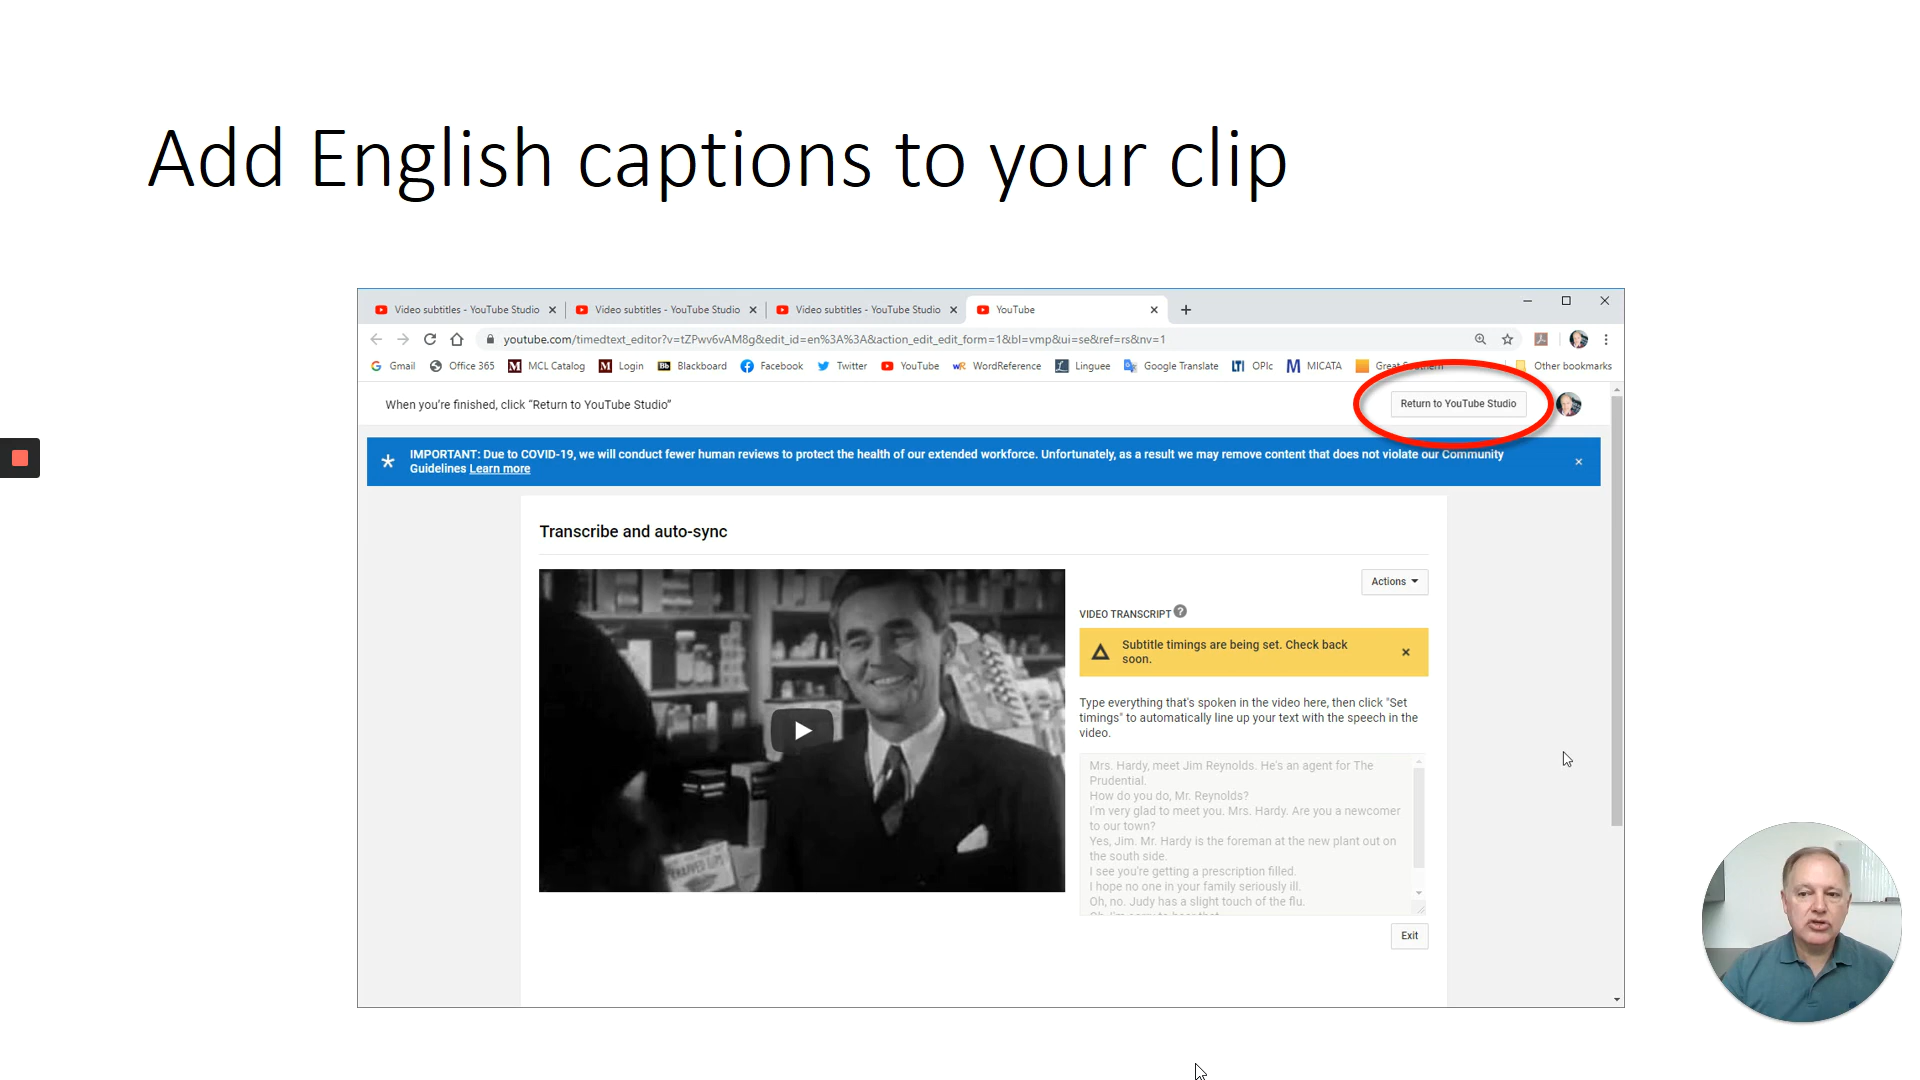 Add English captions to your clip
Video subtitles - YouTube Studio
Video subtitles - YouTube Studio
Video subtitles - YouTube Studio
YouTube
youtube.com/timedtext_editor?v=tZPwv6vAM8g&edit_id=en%3A%3A&action_edit_edit_form=1&bl=vmp&ui=se&ref=rs&nv=1
Gmail Office 365 MCL Catalog Login Bb Blackboard Facebook Twitter YouTube WR WordReference Linguee Google Translate LTI OPIc MICATA Great Southern Other bookmarks
When you're finished, click “Return to YouTube Studio”
Return to YouTube Studio
IMPORTANT: Due to COVID-19, we will conduct fewer human reviews to protect the health of our extended workforce. Unfortunately, as a result we may remove content that does not violate our Community
Guidelines Learn more
Transcribe and auto-sync
Actions
VIDEO TRANSCRIPT ?
Subtitle timings are being set. Check back
soon.
Type everything that's spoken in the video here, then click "Set
timings" to automatically line up your text with the speech in the
video.
Mrs. Hardy, meet Jim Reynolds. He's an agent for The
Prudential.
How do you do, Mr. Reynolds?
I'm very glad to meet you. Mrs. Hardy. Are you a newcomer
to our town?
Yes, Jim. Mr. Hardy is the foreman at the new plant out on
the south side.
I see you're getting a prescription filled.
I hope no one in your family seriously ill.
Oh, no. Judy has a slight touch of the flu.
Exit